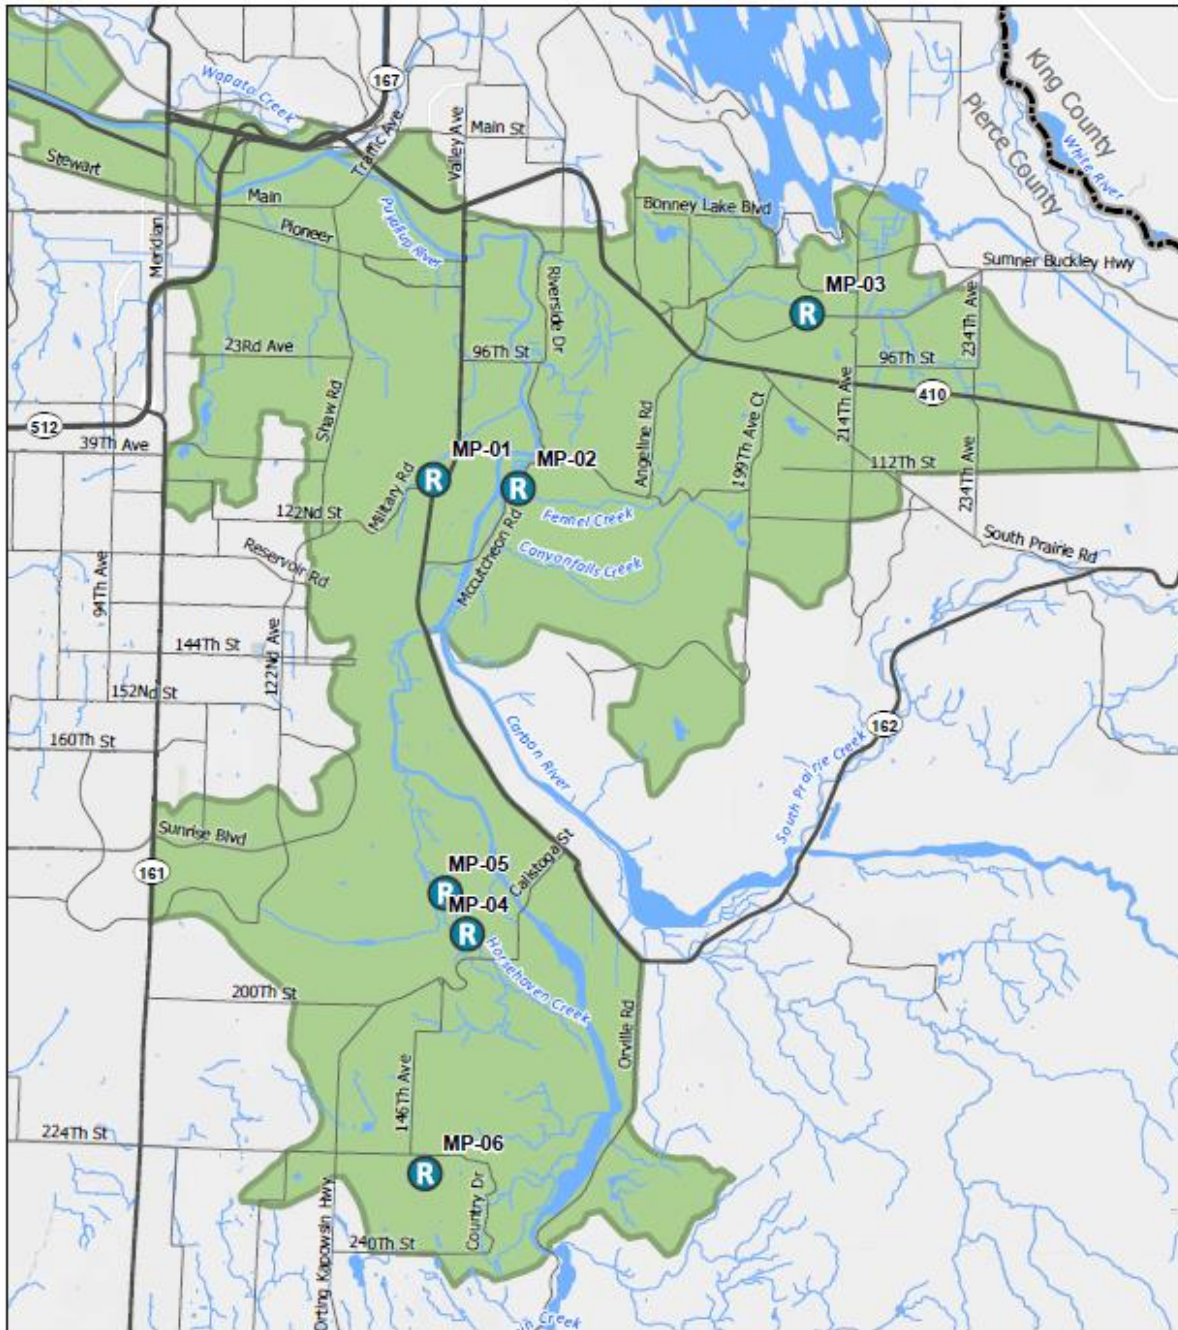 Wapato Creek
167
King County
Pierce County
White River
Main St
Traffic Ave
Valley Ave
Stewart
Main
Bonney Lake Blvd
Pioneer
Puyallup River
Meridian
Sumner Buckley Hwy
Riverside Dr
MP-03
R
234Th Ave
23Rd Ave
96Th St
96Th St
410
Shaw Rd
214Th Ave
512
39Th Ave
Angeline Rd
199Th Ave Ct
MP-01
R
MP-02
R
112Th St
234Th Ave
Military Rd
122Nd St
Fennel Creek
South Prairie Rd
Reservoir Rd
Mccutcheon Rd
Canyonfalls Creek
94Th Ave
144Th St
122Nd Ave
152Nd St
160Th St
Carbon River
162
South Prairie Creek
Sunrise Blvd
161
Calistoga St
MP-05
R
MP-04
R
Horsehaven Creek
200Th St
Orville Rd
146Th Ave
224Th St
MP-06
R
Country Dr
240Th St
Orting Kapowsin Hwy
Creek